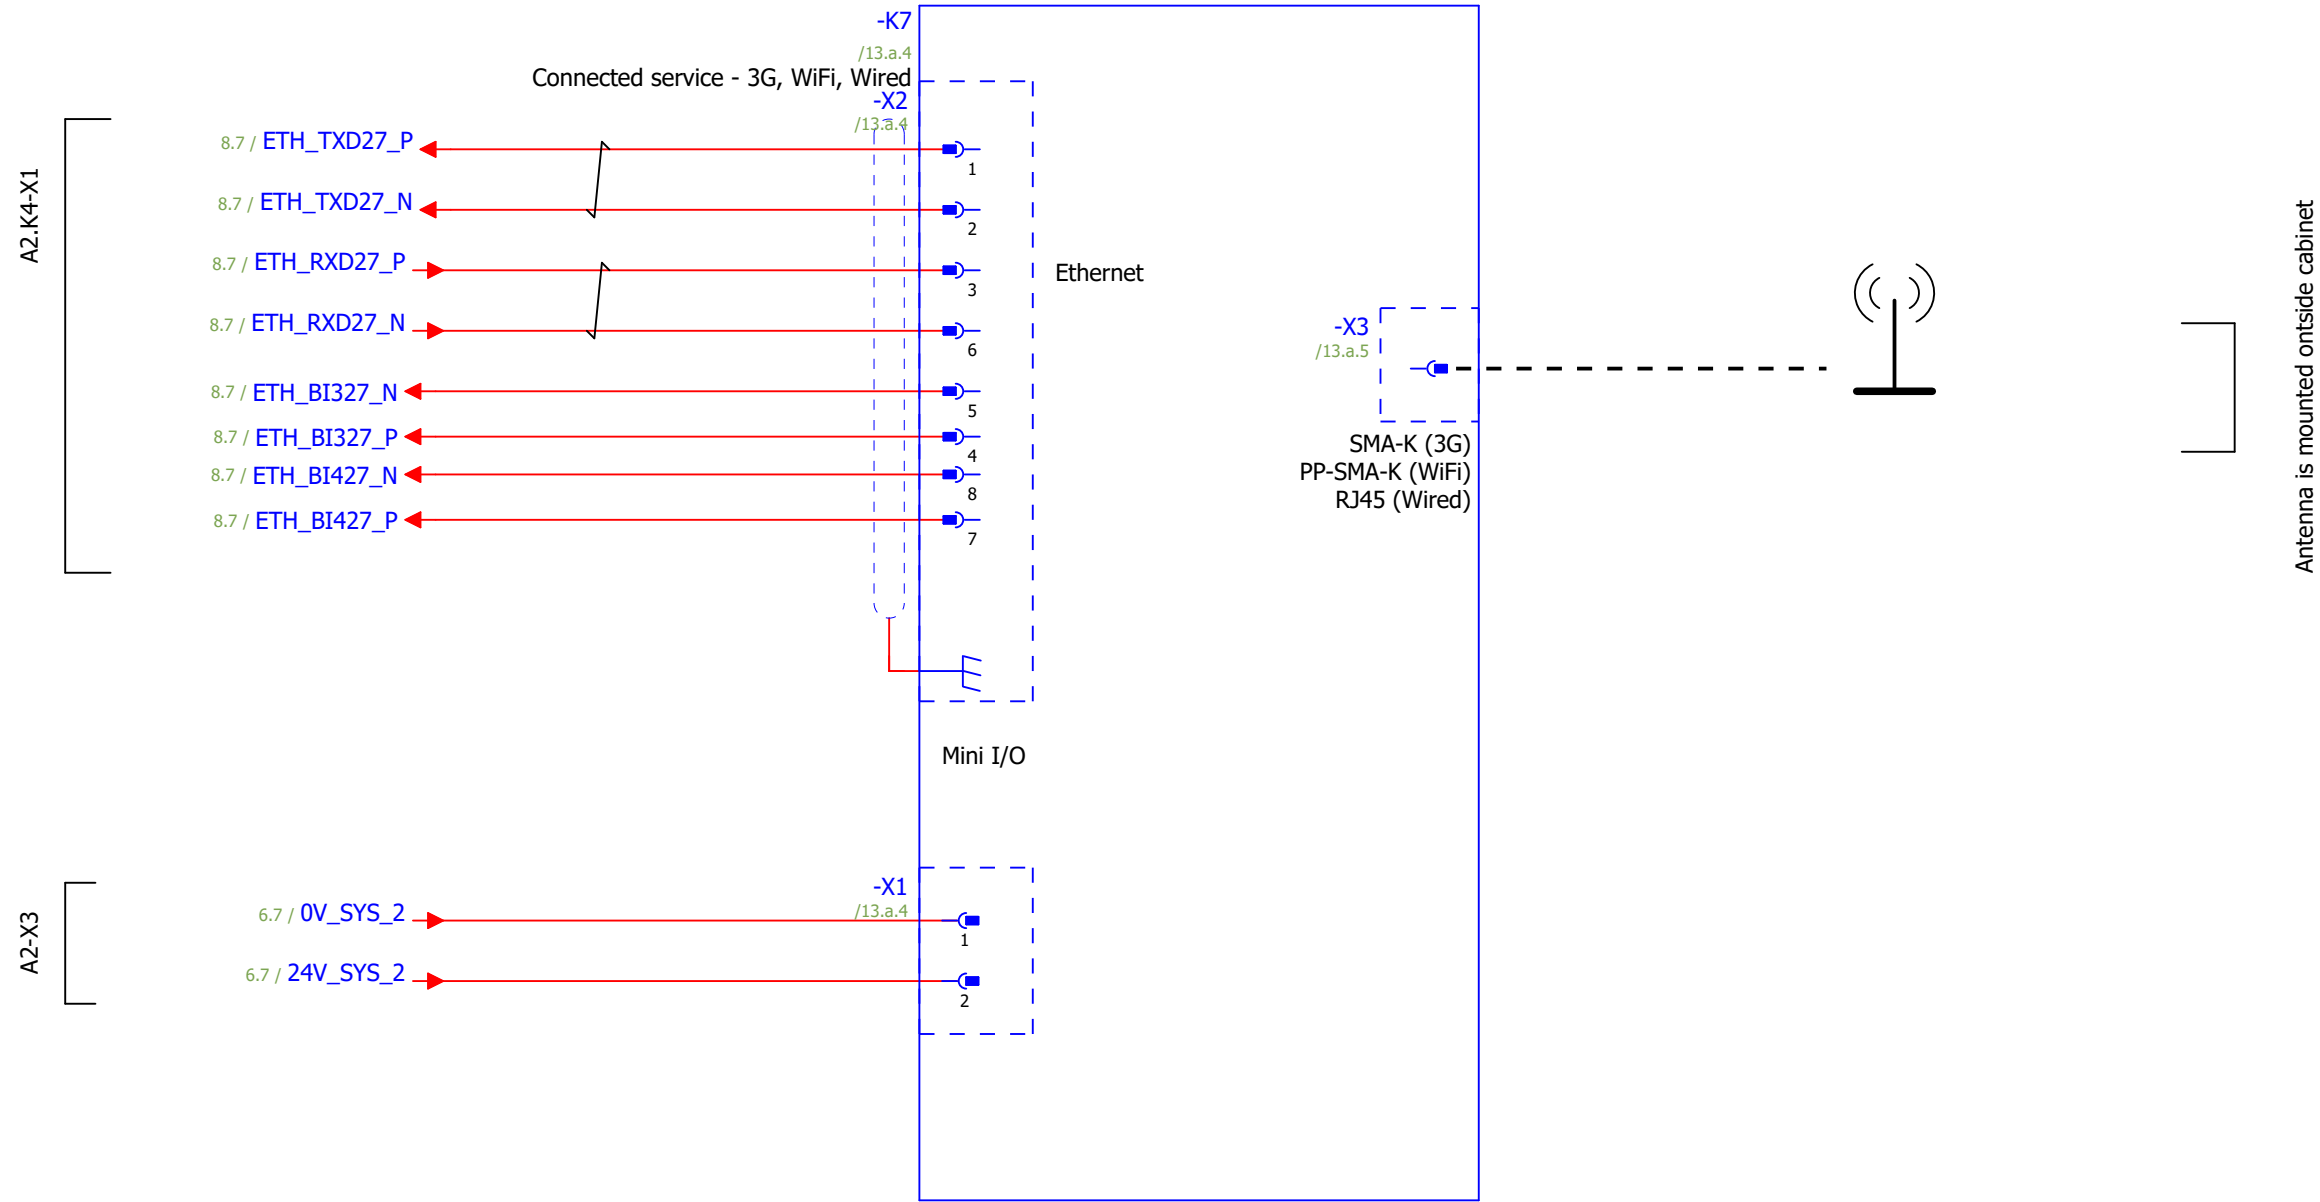 -K7
/13.a.4
Connected service - 3G, WiFi, Wired
-X2
/13.a.4
A2.K4-X1
8.7 / ETH_TXD27_P
1
8.7 / ETH_TXD27_N
2
8.7 / ETH_RXD27_P
3
8.7 / ETH_RXD27_N
6
8.7 / ETH_BI327_N
5
8.7 / ETH_BI327_P
4
8.7 / ETH_BI427_N
8
8.7 / ETH_BI427_P
7
Ethernet
Mini I/O
-X3
/13.a.5
SMA-K (3G)
PP-SMA-K (WiFi)
RJ45 (Wired)
Antenna is mounted ontside cabinet
A2-X3
-X1
/13.a.4
6.7 / 0V_SYS_2
1
6.7 / 24V_SYS_2
2